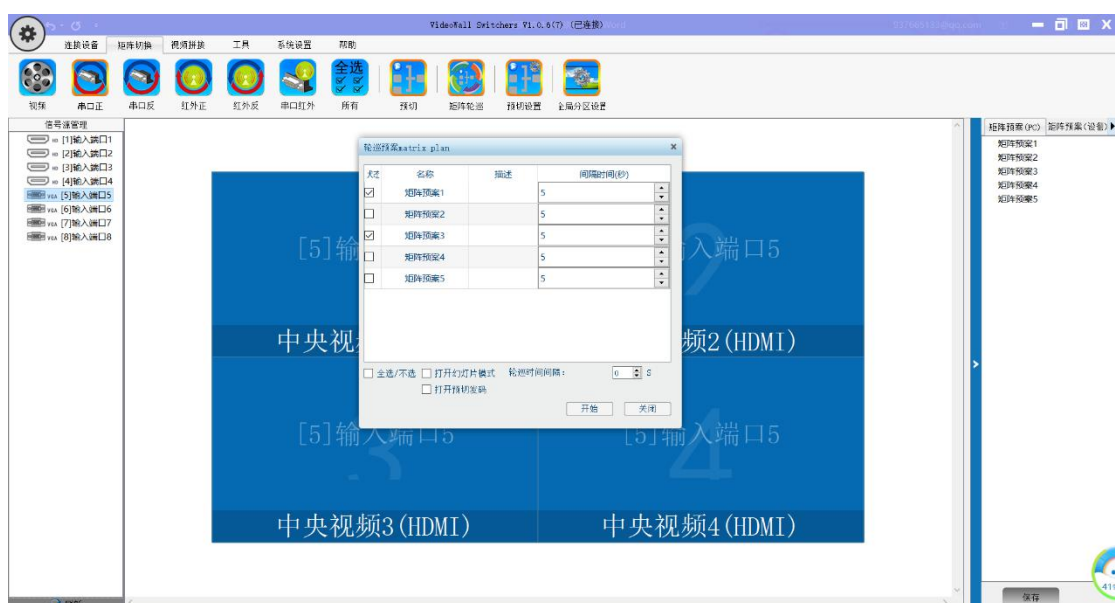 VideoWall Switchers V1.0.6(7) (已连接)
连接设备 矩阵切换 视频拼接 工具 系统设置 帮助
全选
视频 串口正 串口反 红外正 红外反 串口红外 所有 预切 矩阵轮巡 预切设置 全局分区设置
信号源管理
[1]输入端口1
[2]输入端口2
[3]输入端口3
[4]输入端口4
VGA [5]输入端口5
VGA [6]输入端口6
VGA [7]输入端口7
VGA [8]输入端口8
轮巡预案matrix plan
名称 描述 间隔时间(秒)
矩阵预案1 5
矩阵预案2 5
矩阵预案3 5
矩阵预案4 5
矩阵预案5 5
全选/不选 打开幻灯片模式 轮巡时间间隔: 0 S
打开预切发码
开始 关闭
[5]输 入端口5
中央视 频2(HDMI)
[5]输入端口5 [5]输入端口5
3 4
中央视频3(HDMI) 中央视频4(HDMI)
矩阵预案(PC) 矩阵预案(设备)
矩阵预案1
矩阵预案2
矩阵预案3
矩阵预案4
矩阵预案5
保存